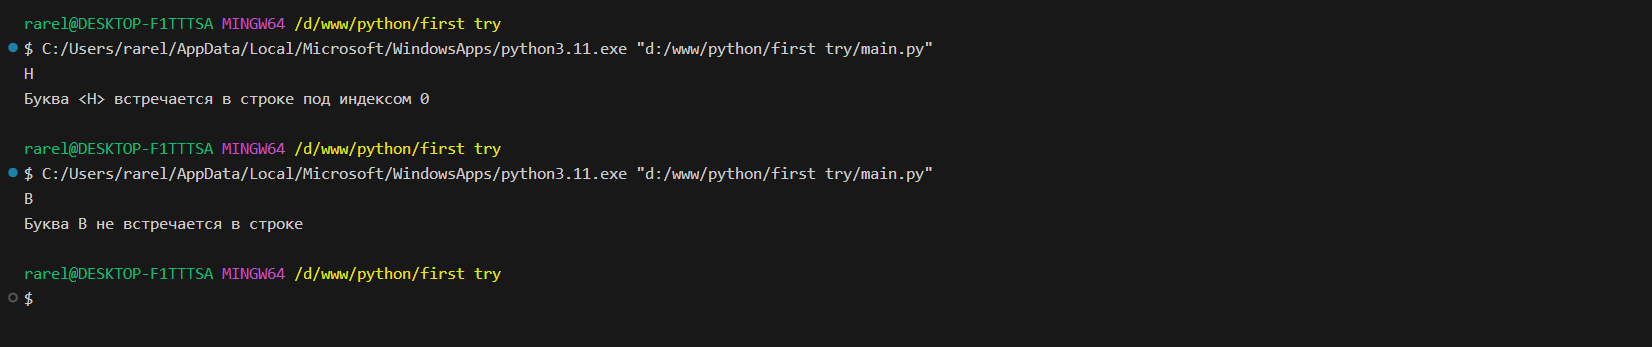 rarel@DESKTOP-F1TTTSA MINGW64 /d/www/python/first try
$ C:/Users/rarel/AppData/Local/Microsoft/WindowsApps/python3.11.exe "d:/www/python/first try/main.py"
H
Буква <H> встречается в строке под индексом 0
rarel@DESKTOP-F1TTTSA MINGW64 /d/www/python/first try
$ C:/Users/rarel/AppData/Local/Microsoft/WindowsApps/python3.11.exe "d:/www/python/first try/main.py"
B
Буква B не встречается в строке
rarel@DESKTOP-F1TTTSA MINGW64 /d/www/python/first try
$